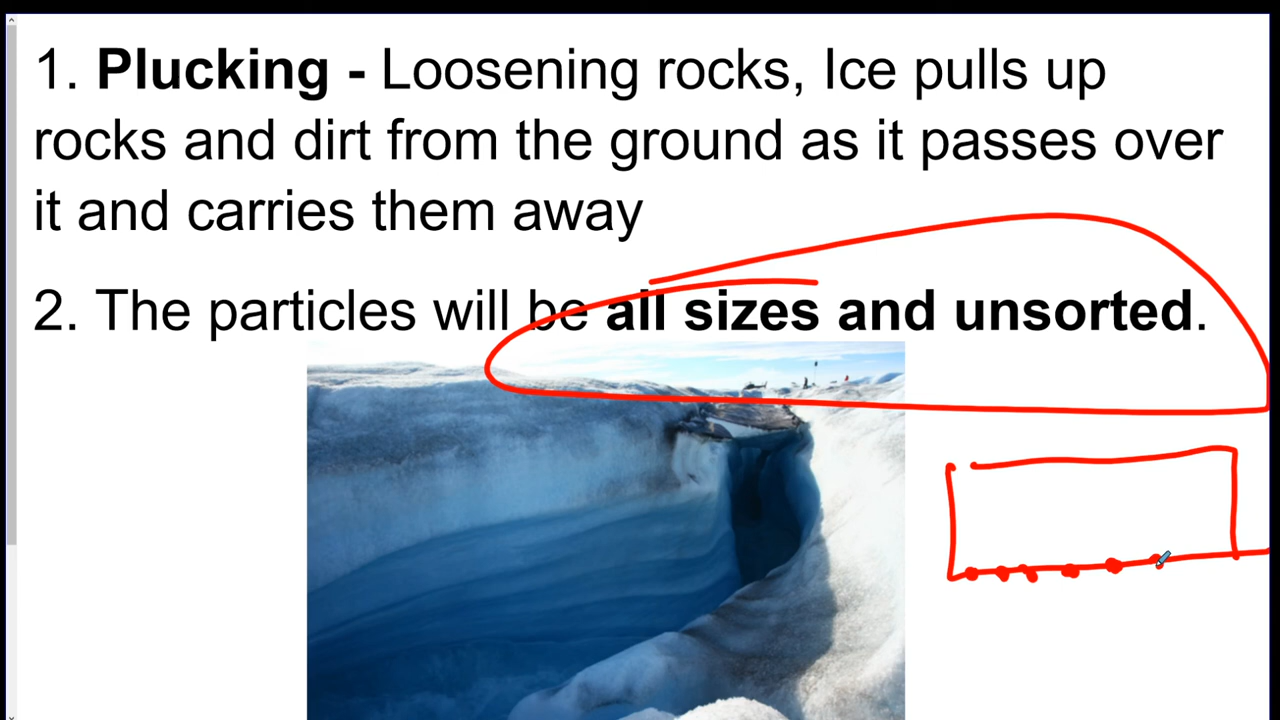 1. Plucking - Loosening rocks, Ice pulls up
rocks and dirt from the ground as it passes over
it and carries them away
2. The particles will be all sizes and unsorted.